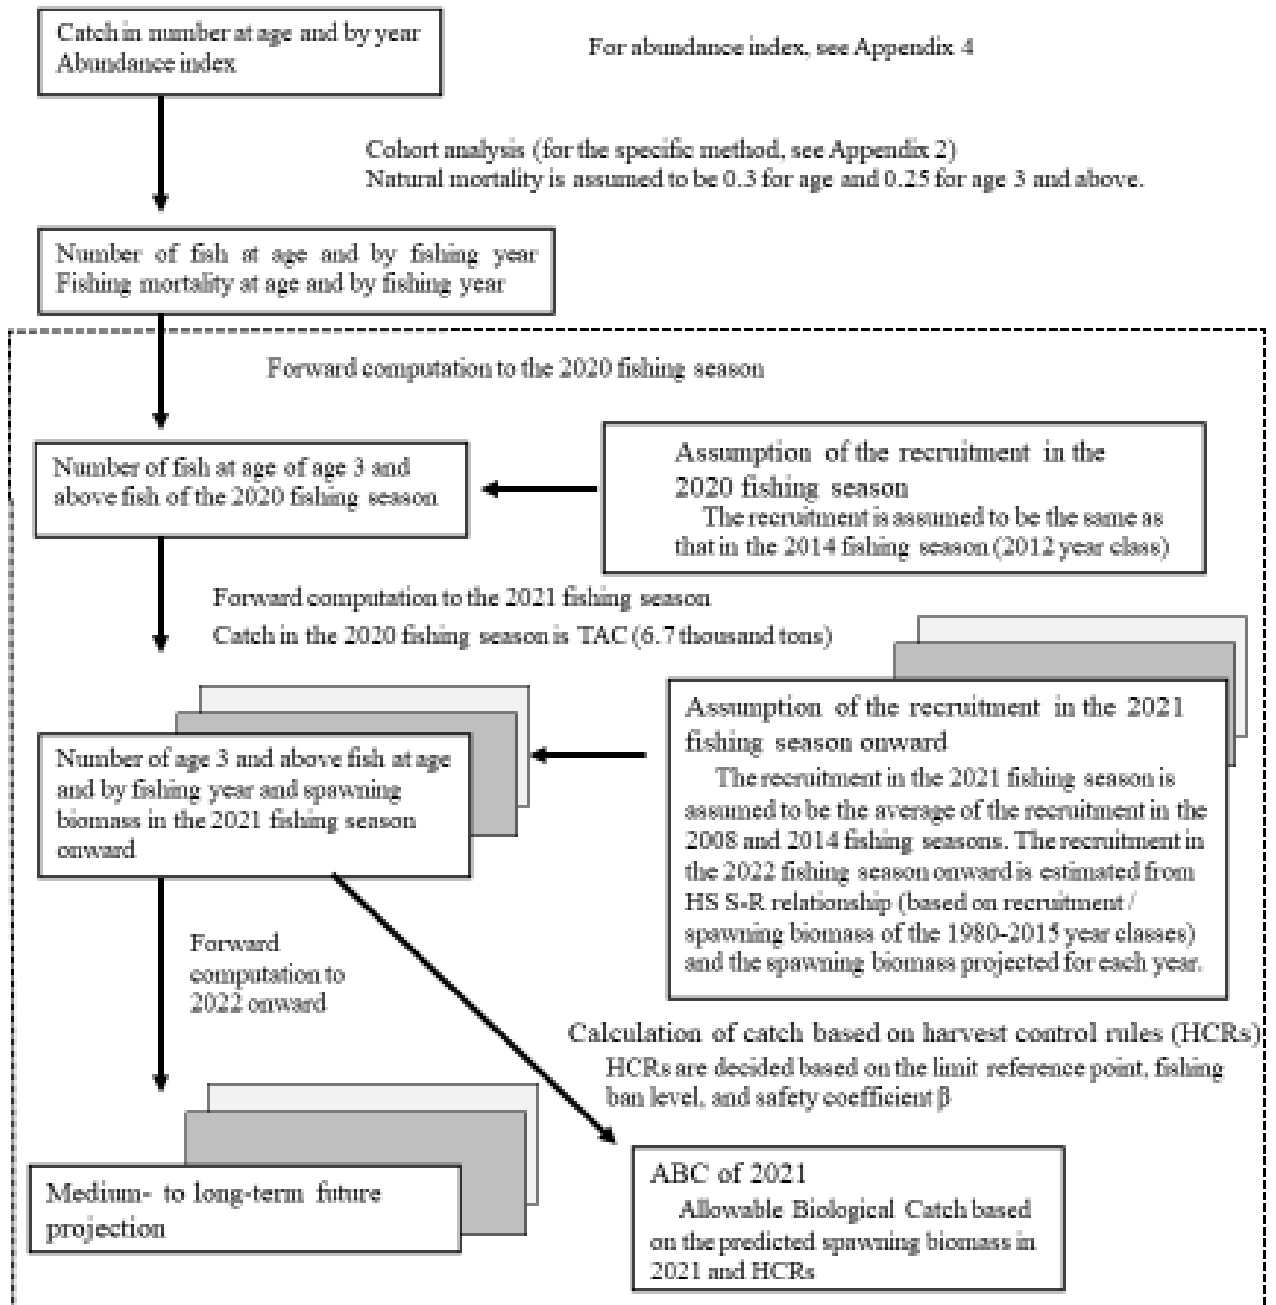 Catch in number at age and by year
Abundance index
For abundance index, see Appendix 4
Cohort analysis (for the specific method, see Appendix 2)
Natural mortality is assumed to be 0.3 for age and 0.25 for age 3 and above.
Number of fish at age and by fishing year
Fishing mortality at age and by fishing year
Forward computation to the 2020 fishing season
Number of fish at age of age 3 and
above fish of the 2020 fishing season
Assumption of the recruitment in the
2020 fishing season
The recruitment is assumed to be the same as
that in the 2014 fishing season (2012 year class)
Forward computation to the 2021 fishing season
Catch in the 2020 fishing season is TAC (6.7 thousand tons)
Number of age 3 and above fish at age
and by fishing year and spawning
biomass in the 2021 fishing season
onward
Assumption of the recruitment in the 2021
fishing season onward
The recruitment in the 2021 fishing season is
assumed to be the average of the recruitment in the
2008 and 2014 fishing seasons. The recruitment in
the 2022 fishing season onward is estimated from
HS S-R relationship (based on recruitment /
spawning biomass of the 1980-2015 year classes)
and the spawning biomass projected for each year.
Forward
computation to
2022 onward
Calculation of catch based on harvest control rules (HCRs)
HCRs are decided based on the limit reference point, fishing
ban level, and safety coefficient β
Medium- to long-term future
projection
ABC of 2021
Allowable Biological Catch based
on the predicted spawning biomass in
2021 and HCRs